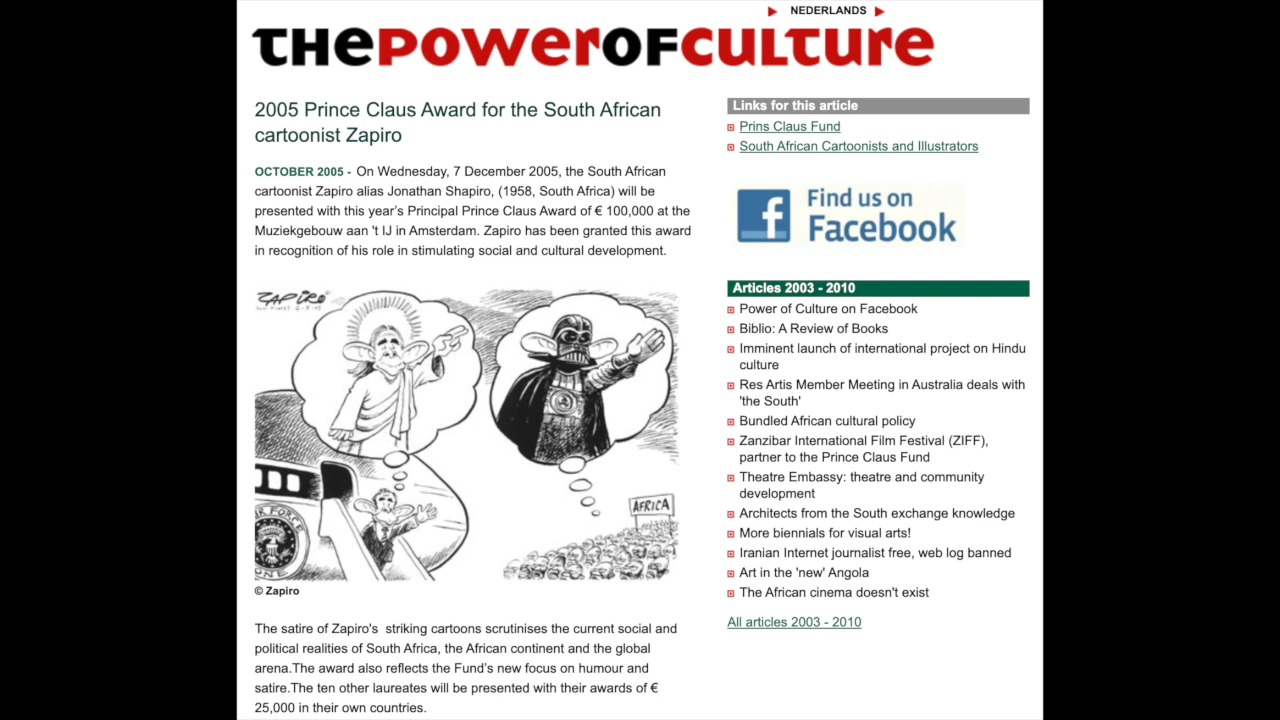 NEDERLANDS
THEPOWEROFCULTURE
2005 Prince Claus Award for the South African
cartoonist Zapiro
OCTOBER 2005 - On Wednesday, 7 December 2005, the South African
cartoonist Zapiro alias Jonathan Shapiro, (1958, South Africa) will be
presented with this year's Principal Prince Claus Award of € 100,000 at the
Muziekgebouw aan 't IJ in Amsterdam. Zapiro has been granted this award
in recognition of his role in stimulating social and cultural development.
ZAPIRO
AFRICA
AIR FORCE
ONE
© Zapiro
The satire of Zapiro's striking cartoons scrutinises the current social and
political realities of South Africa, the African continent and the global
arena.The award also reflects the Fund's new focus on humour and
satire.The ten other laureates will be presented with their awards of €
25,000 in their own countries.
Links for this article
Prins Claus Fund
South African Cartoonists and Illustrators
Find us on
Facebook
Articles 2003 - 2010
Power of Culture on Facebook
Biblio: A Review of Books
Imminent launch of international project on Hindu
culture
Res Artis Member Meeting in Australia deals with
'the South'
Bundled African cultural policy
Zanzibar International Film Festival (ZIFF),
partner to the Prince Claus Fund
Theatre Embassy: theatre and community
development
Architects from the South exchange knowledge
More biennials for visual arts!
Iranian Internet journalist free, web log banned
Art in the 'new' Angola
The African cinema doesn't exist
All articles 2003 - 2010